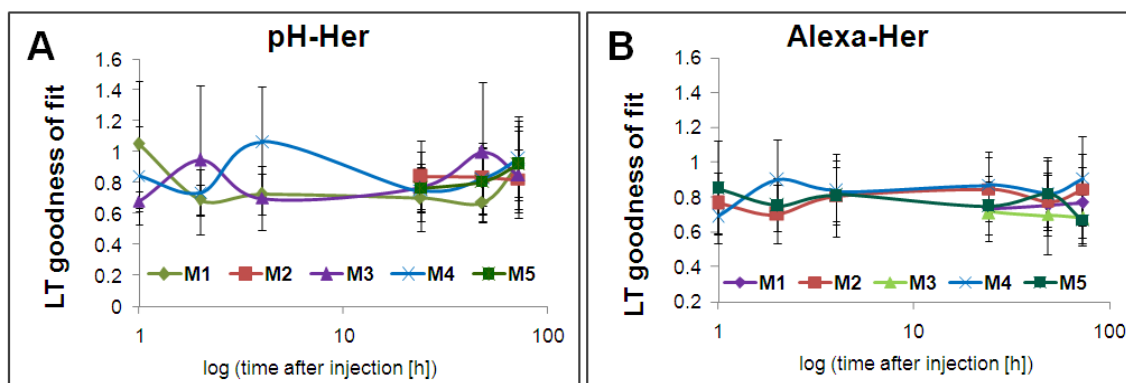 A
pH-Her
LT goodness of fit
1.6
1.4
1.2
1
0.8
0.6
0.4
0.2
0
M1 M2 M3 M4 M5
1 10 100
log (time after injection [h])
B
Alexa-Her
LT goodness of fit
1.6
1.4
1.2
1
0.8
0.6
0.4
0.2
M1 M2 M3 M4 M5
1 10 100
log (time after injection [h])